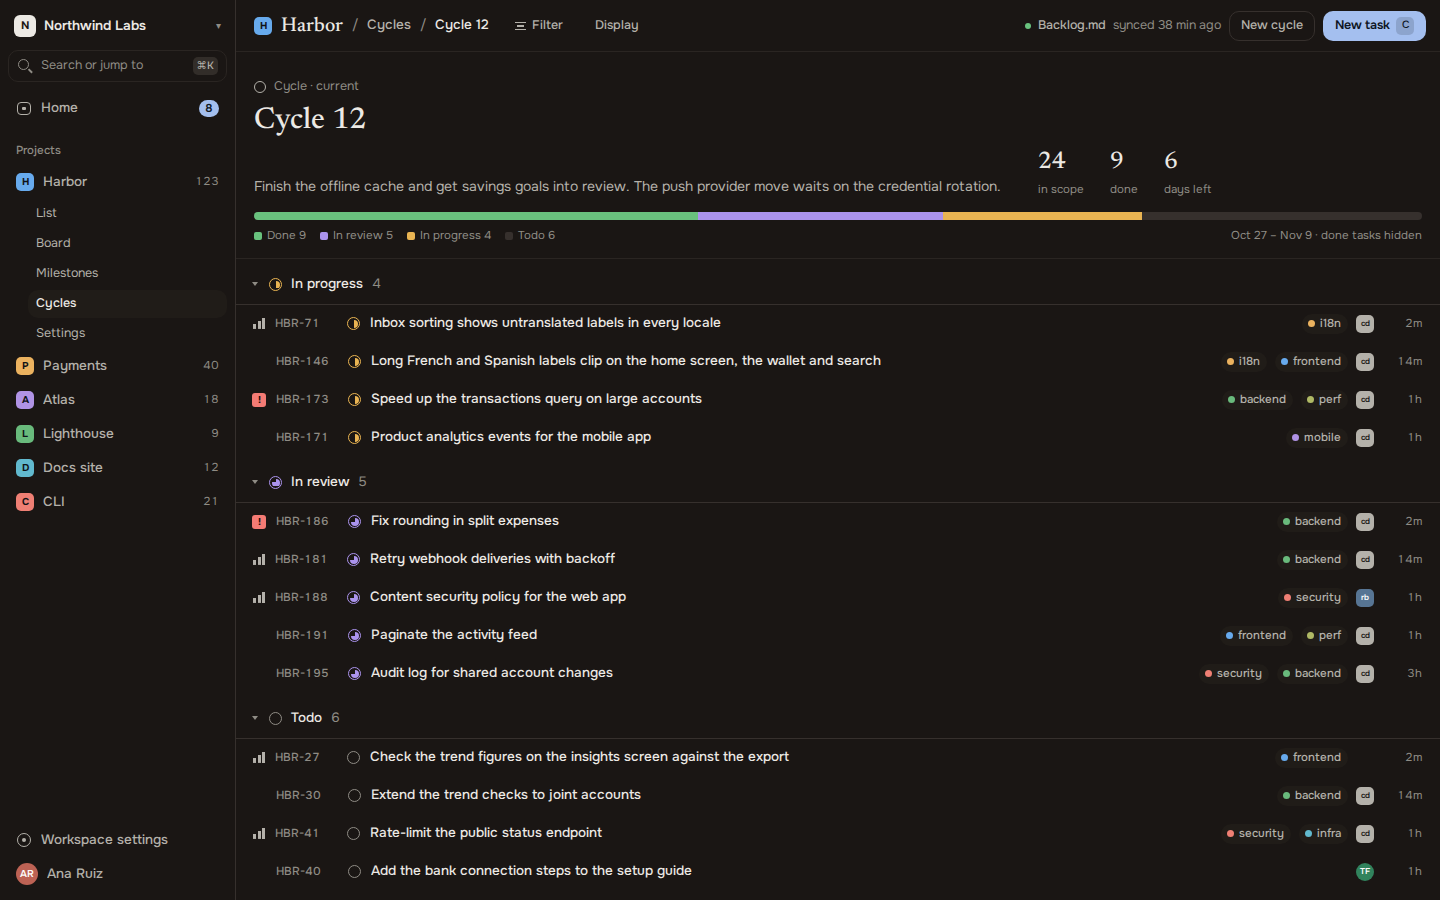 N Northwind Labs
Search or jump to ⌘K
Home 8
Projects
H Harbor 123
List
Board
Milestones
Cycles
Settings
P Payments 40
A Atlas 18
L Lighthouse 9
D Docs site 12
C CLI 21
Workspace settings
AR Ana Ruiz
H Harbor / Cycles / Cycle 12 Filter Display Backlog.md synced 38 min ago New cycle New task C
Cycle · current
Cycle 12
Finish the offline cache and get savings goals into review. The push provider move waits on the credential rotation.
24 9 6
in scope done days left
Done 9 In review 5 In progress 4 Todo 6 Oct 27 – Nov 9 · done tasks hidden
In progress 4
HBR-71 Inbox sorting shows untranslated labels in every locale i18n cd 2m
HBR-146 Long French and Spanish labels clip on the home screen, the wallet and search i18n frontend cd 14m
! HBR-173 Speed up the transactions query on large accounts backend perf cd 1h
HBR-171 Product analytics events for the mobile app mobile cd 1h
In review 5
! HBR-186 Fix rounding in split expenses backend cd 2m
HBR-181 Retry webhook deliveries with backoff backend cd 14m
HBR-188 Content security policy for the web app security rb 1h
HBR-191 Paginate the activity feed frontend perf cd 1h
HBR-195 Audit log for shared account changes security backend cd 3h
Todo 6
HBR-27 Check the trend figures on the insights screen against the export frontend 2m
HBR-30 Extend the trend checks to joint accounts backend cd 14m
HBR-41 Rate-limit the public status endpoint security infra cd 1h
HBR-40 Add the bank connection steps to the setup guide TF 1h